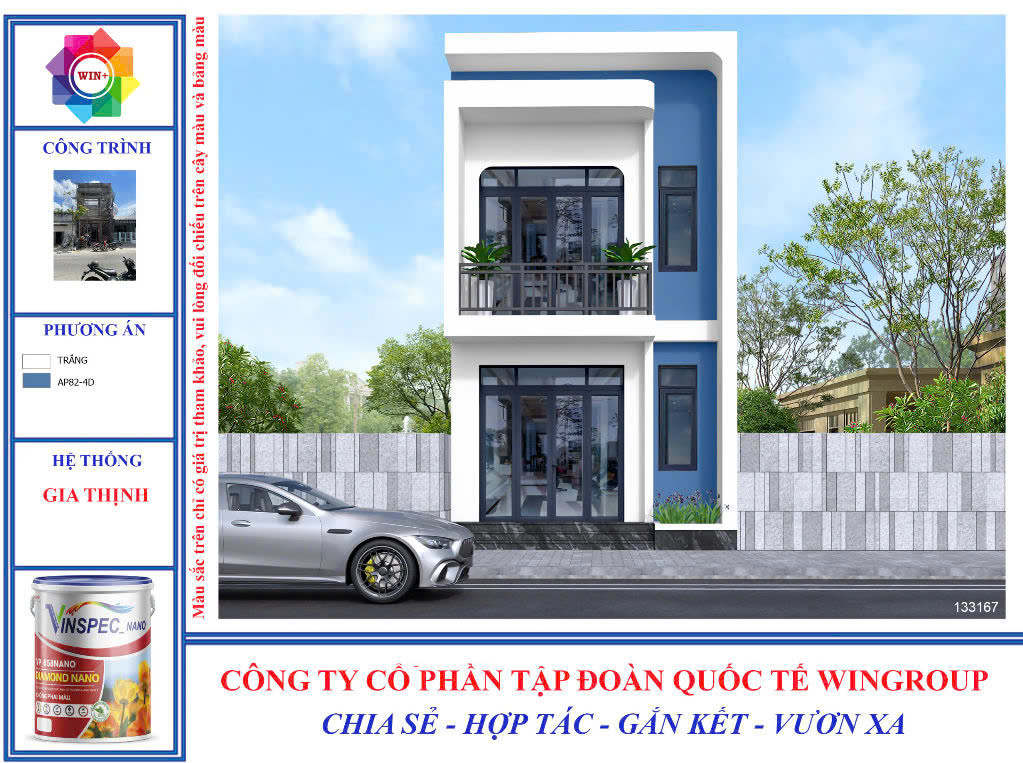 WIN+
CÔNG TRÌNH
PHƯƠNG ÁN
TRẮNG
AP82-4D
HỆ THỐNG
GIA THỊNH
VINSPEC_NANO
VP_858NANO
DIAMOND NANO
Màu sắc trên chỉ có giá trị tham khảo, vui lòng đối chiếu trên cây màu và bảng màu
133167
CÔNG TY CỔ PHẦN TẬP ĐOÀN QUỐC TẾ WINGROUP
CHIA SẺ - HỢP TÁC - GẮN KẾT - VƯƠN XA